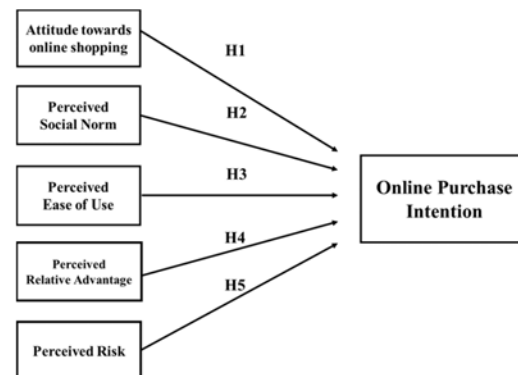 Attitude towards
online shopping
H1
Perceived
Social Norm
H2
Perceived
Ease of Use
H3
Online Purchase
Intention
Perceived
Relative Advantage
H4
Perceived Risk
H5